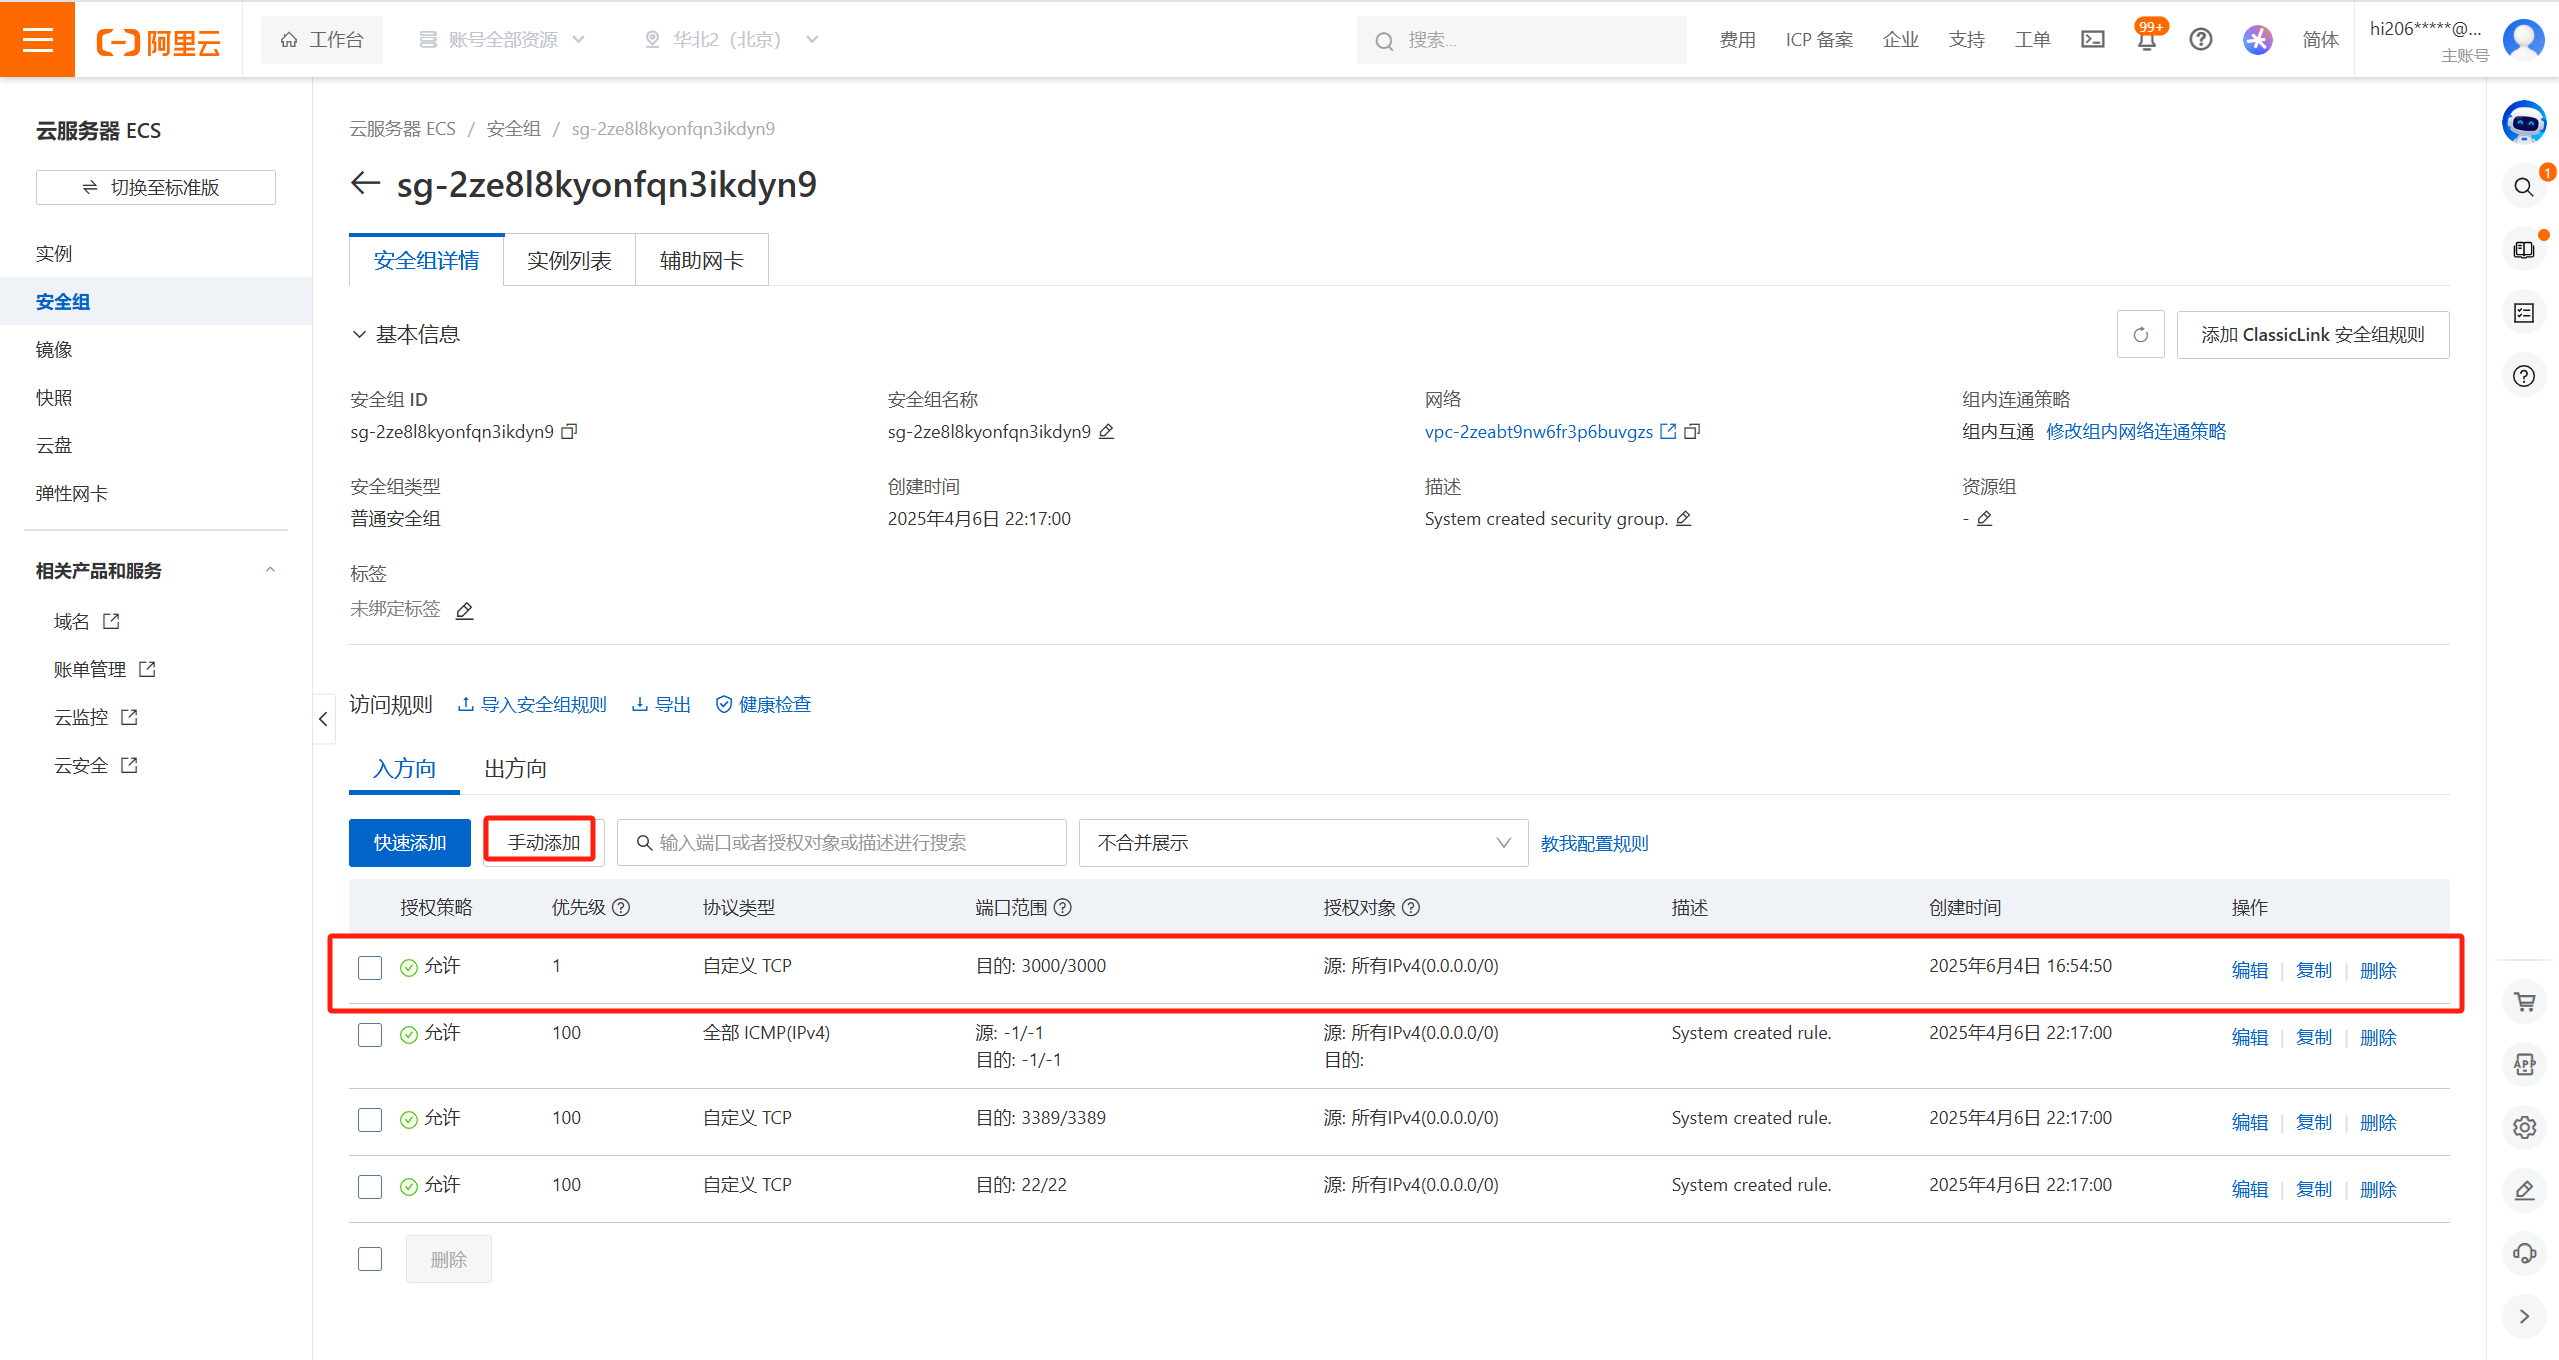 阿里云
工作台
账号全部资源
华北2（北京）
搜索...
费用
ICP 备案
企业
支持
工单
99+
简体
hi206*****@...
主账号
云服务器 ECS
切换至标准版
实例
安全组
镜像
快照
云盘
弹性网卡
相关产品和服务
域名
账单管理
云监控
云安全
云服务器 ECS / 安全组 / sg-2ze8l8kyonfqn3ikdyn9
sg-2ze8l8kyonfqn3ikdyn9
安全组详情 实例列表 辅助网卡
基本信息
添加 ClassicLink 安全组规则
安全组 ID 安全组名称 网络 组内连通策略
sg-2ze8l8kyonfqn3ikdyn9 sg-2ze8l8kyonfqn3ikdyn9 vpc-2zeabt9nw6fr3p6buvgzs 组内互通 修改组内网络连通策略
安全组类型 创建时间 描述 资源组
普通安全组 2025年4月6日 22:17:00 System created security group. -
标签
未绑定标签
访问规则 导入安全组规则 导出 健康检查
入方向 出方向
快速添加 手动添加 输入端口或者授权对象或描述进行搜索 不合并展示 教我配置规则
授权策略 优先级 协议类型 端口范围 授权对象 描述 创建时间 操作
允许 1 自定义 TCP 目的: 3000/3000 源: 所有IPv4(0.0.0.0/0) 2025年6月4日 16:54:50 编辑 复制 删除
允许 100 全部 ICMP(IPv4) 源: -1/-1 源: 所有IPv4(0.0.0.0/0) System created rule. 2025年4月6日 22:17:00 编辑 复制 删除
目的: -1/-1 目的:
允许 100 自定义 TCP 目的: 3389/3389 源: 所有IPv4(0.0.0.0/0) System created rule. 2025年4月6日 22:17:00 编辑 复制 删除
允许 100 自定义 TCP 目的: 22/22 源: 所有IPv4(0.0.0.0/0) System created rule. 2025年4月6日 22:17:00 编辑 复制 删除
删除
1
APP